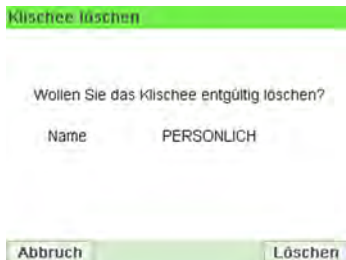 Klischee löschen
Wollen Sie das Klischee entgültig löschen?
Name PERSONLICH
Abbruch Löschen